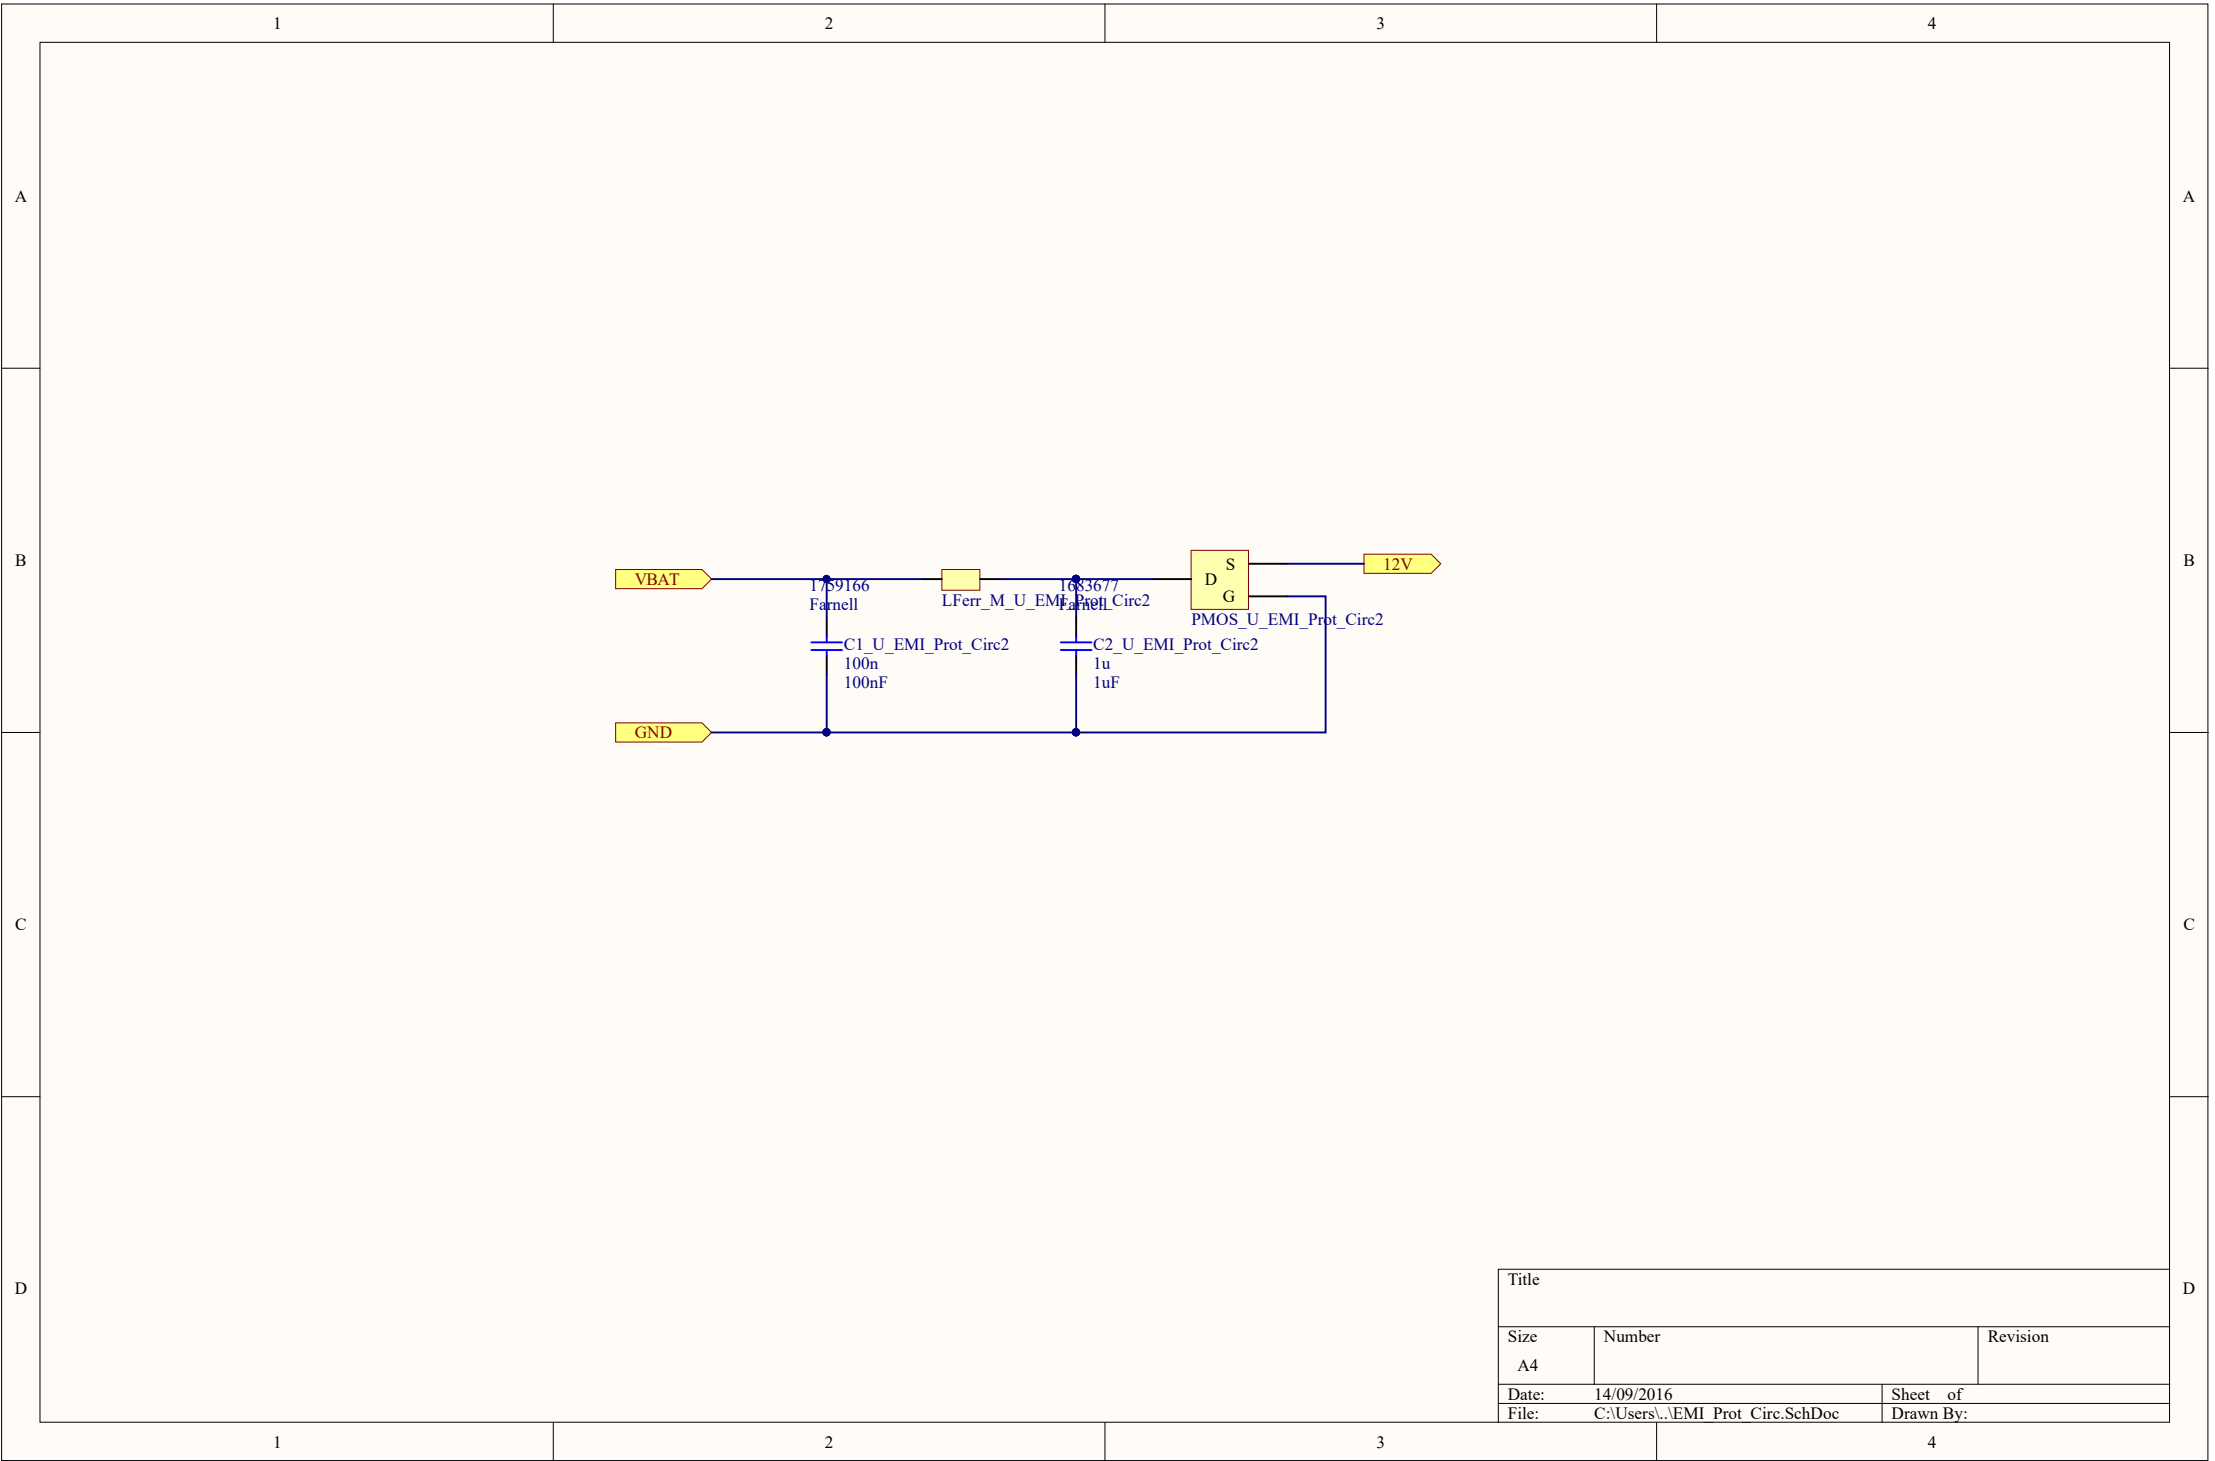 1 2 3 4
A A
B B
VBAT
1759166
Farnell
LFerr_M_U_EMI_Prot_Circ2
1683677
Farnell
D
S
G
12V
PMOS_U_EMI_Prot_Circ2
C1_U_EMI_Prot_Circ2
100n
100nF
C2_U_EMI_Prot_Circ2
1u
1uF
GND
C C
D D
Title
Size Number Revision
A4
Date: 14/09/2016 Sheet of
File: C:\Users\..\EMI_Prot_Circ.SchDoc Drawn By:
1 2 3 4